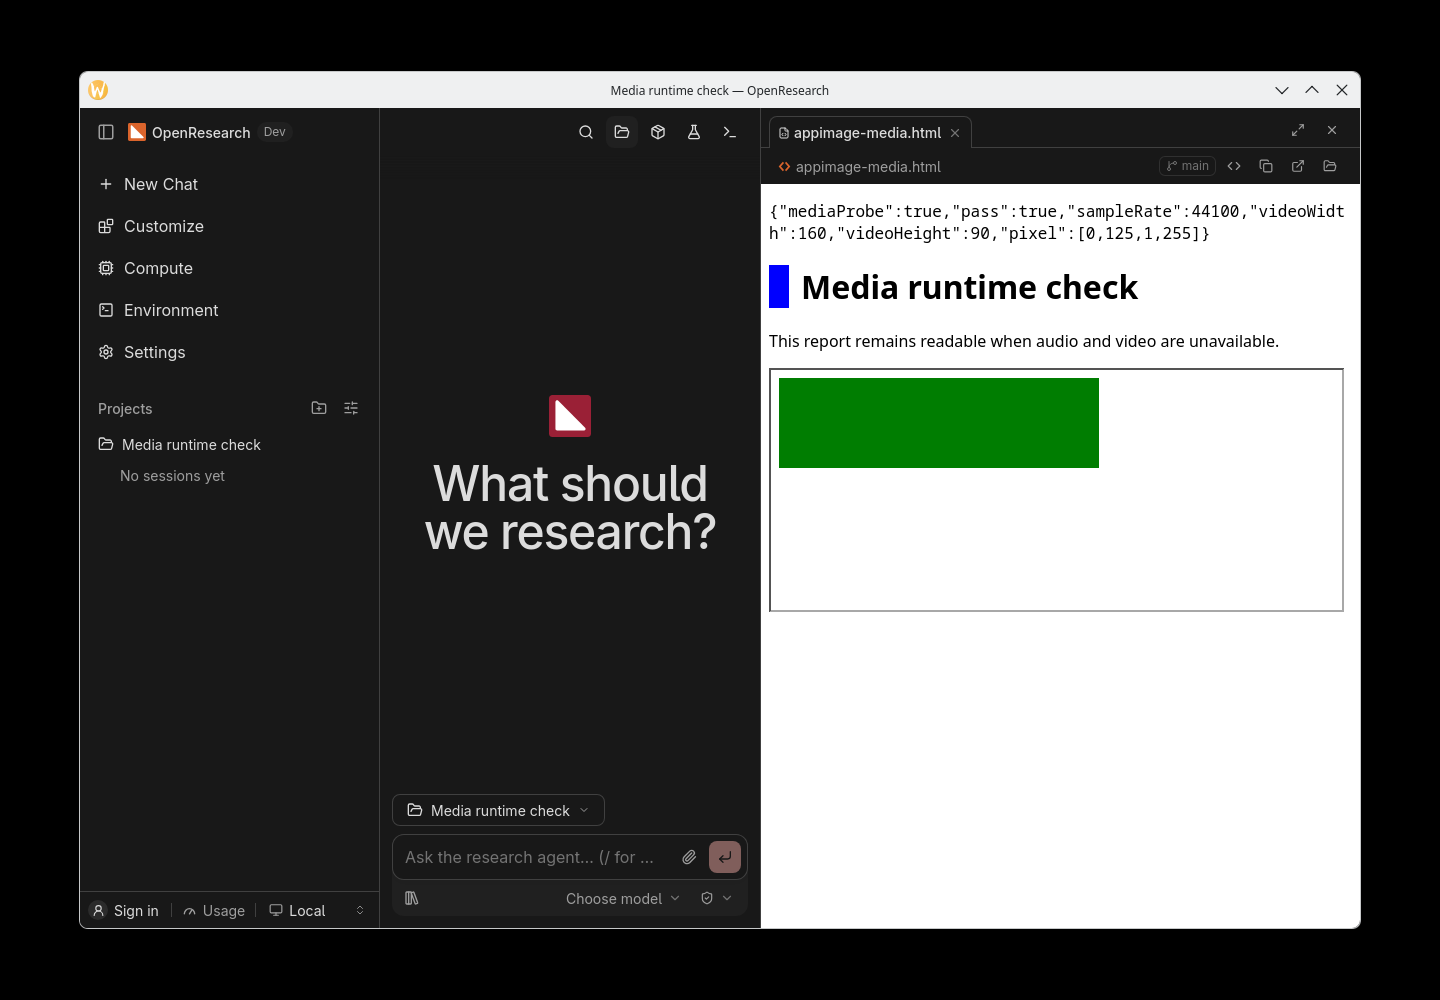 Media runtime check — OpenResearch
OpenResearch Dev
New Chat
Customize
Compute
Environment
Settings
Projects
Media runtime check
No sessions yet
Sign in
Usage
Local
What should
we research?
Media runtime check
Ask the research agent... (/ for ...
Choose model
appimage-media.html
appimage-media.html
main
{"mediaProbe":true,"pass":true,"sampleRate":44100,"videoWidt
h":160,"videoHeight":90,"pixel":[0,125,1,255]}
Media runtime check
This report remains readable when audio and video are unavailable.